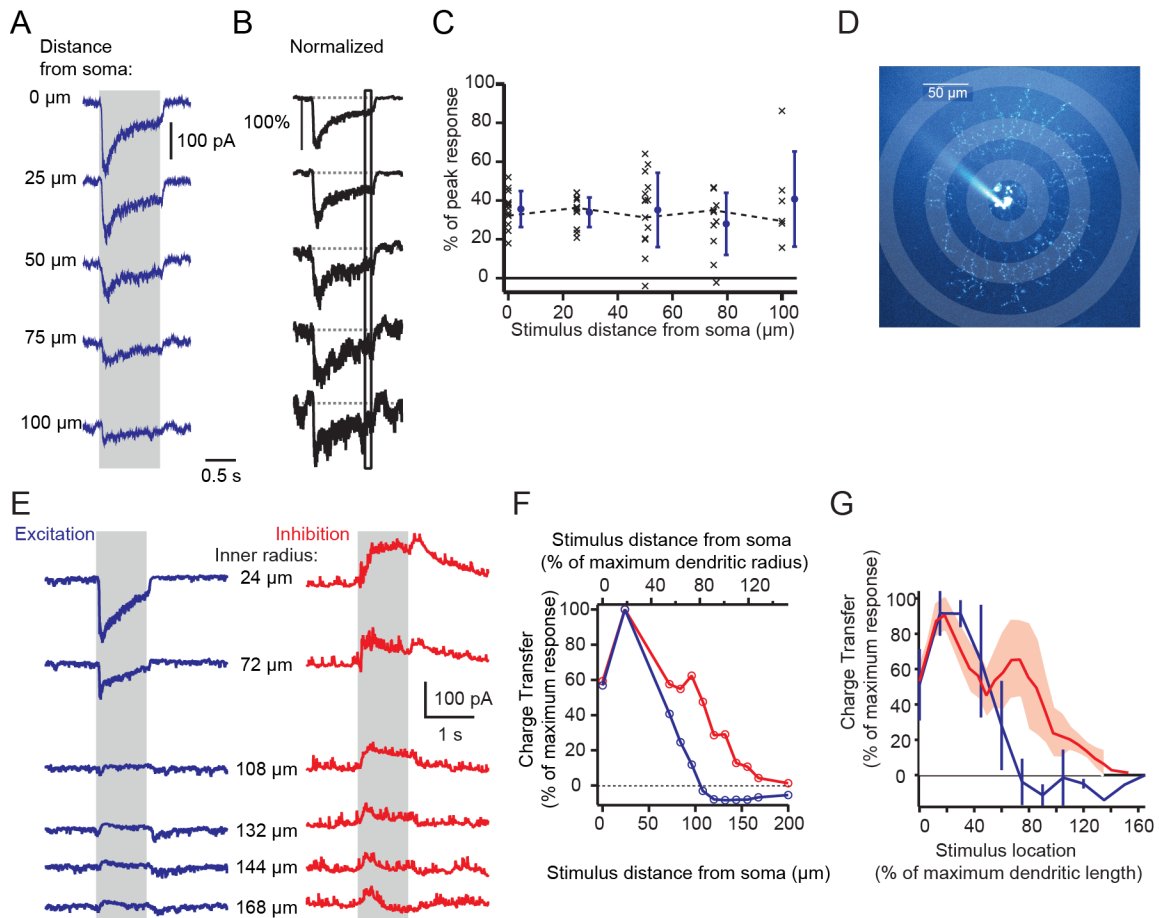 A
Distance
from soma:
0 µm
25 µm
50 µm
75 µm
100 µm
100 pA
0.5 s
B
Normalized
100%
C
% of peak response
100
80
60
40
20
0
0 20 40 60 80 100
Stimulus distance from soma (µm)
D
50 µm
E
Excitation
Inhibition
Inner radius:
24 µm
72 µm
108 µm
132 µm
144 µm
168 µm
100 pA
1 s
F
Stimulus distance from soma
(% of maximum dendritic radius)
0 40 80 120
Charge Transfer
(% of maximum response)
100
80
60
40
20
0
0 50 100 150 200
Stimulus distance from soma (µm)
G
Charge Transfer
(% of maximum response)
100
80
60
40
20
0
0 40 80 120 160
Stimulus location
(% of maximum dendritic length)